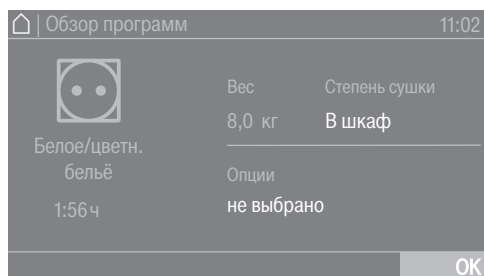 Обзор программ 11:02
Вес Степень сушки
8,0 кг В шкаф
Белое/цветн.
бельё
1:56 ч
Опции
не выбрано
OK